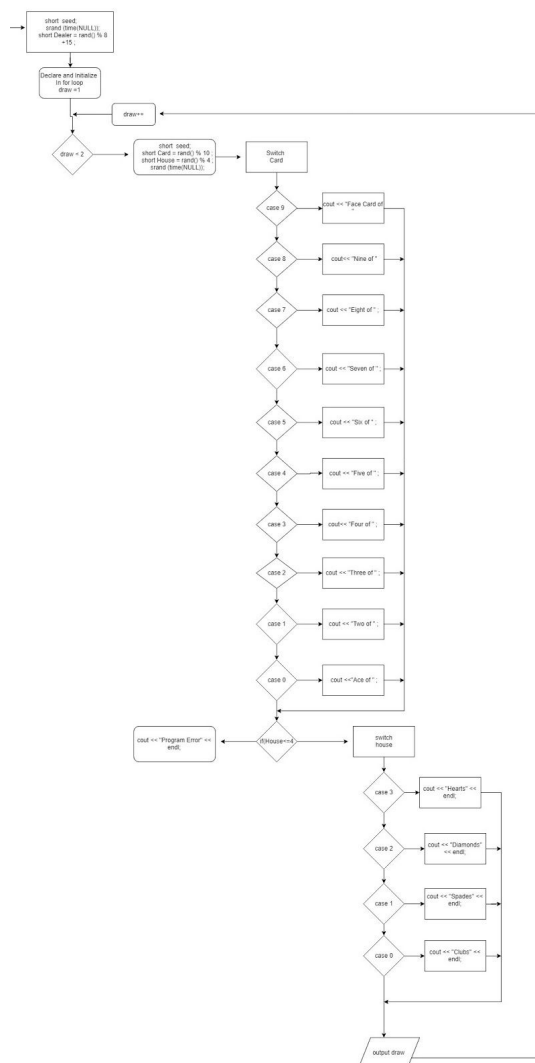 short seed;
srand (time(NULL));
short Dealer = rand() % 8
+15 ;
Declare and Initialize
In for loop
draw =1
draw++
draw < 2
short seed;
short Card = rand() % 10 ;
short House = rand() % 4 ;
srand (time(NULL));
Switch
Card
case 9
cout << "Face Card of
"
case 8
cout<< "Nine of "
case 7
cout << "Eight of " ;
case 6
cout << "Seven of " ;
case 5
cout << "Six of " ;
case 4
cout << "Five of " ;
case 3
cout<< "Four of " ;
case 2
cout << "Three of " ;
case 1
cout << "Two of " ;
case 0
cout <<"Ace of " ;
cout << "Program Error" <<
endl;
if(House<=4
switch
house
case 3
cout << "Hearts" <<
endl;
case 2
cout << "Diamonds"
<< endl;
case 1
cout << "Spades" <<
endl;
case 0
cout << "Clubs" <<
endl;
output draw